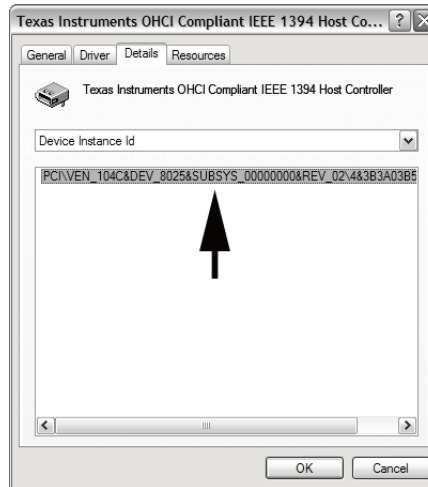 Texas Instruments OHCI Compliant IEEE 1394 Host Co... ? X
General Driver Details Resources
Texas Instruments OHCI Compliant IEEE 1394 Host Controller
Device Instance Id
PCI\VEN_104C&DEV_8025&SUBSYS_00000000&REV_02\4&3B3A03B5
OK Cancel